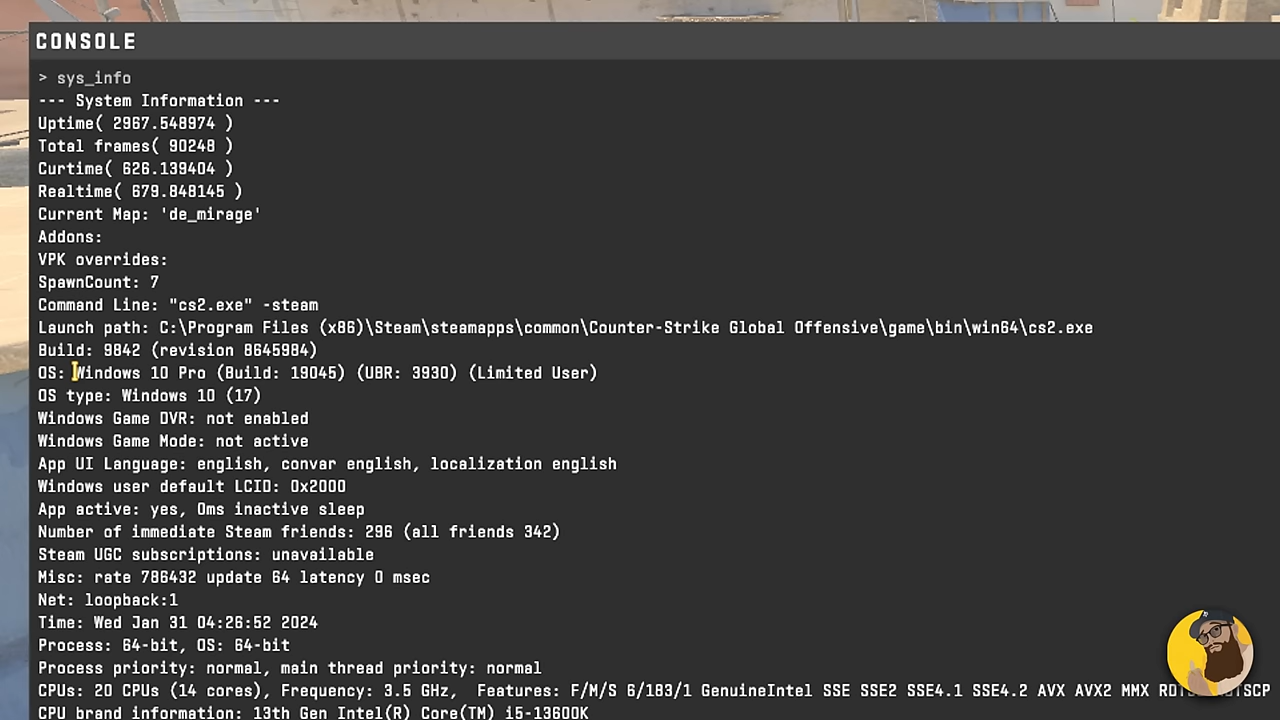 CONSOLE
> sys_info
--- System Information ---
Uptime( 2967.548974 )
Total frames( 90248 )
Curtime( 626.139404 )
Realtime( 679.848145 )
Current Map: 'de_mirage'
Addons:
VPK overrides:
SpawnCount: 7
Command Line: "cs2.exe" -steam
Launch path: C:\Program Files (x86)\Steam\steamapps\common\Counter-Strike Global Offensive\game\bin\win64\cs2.exe
Build: 9842 (revision 8645984)
OS: Windows 10 Pro (Build: 19045) (UBR: 3930) (Limited User)
OS type: Windows 10 (17)
Windows Game DVR: not enabled
Windows Game Mode: not active
App UI Language: english, convar english, localization english
Windows user default LCID: 0x2000
App active: yes, 0ms inactive sleep
Number of immediate Steam friends: 296 (all friends 342)
Steam UGC subscriptions: unavailable
Misc: rate 786432 update 64 latency 0 msec
Net: loopback:1
Time: Wed Jan 31 04:26:52 2024
Process: 64-bit, OS: 64-bit
Process priority: normal, main thread priority: normal
CPUs: 20 CPUs (14 cores), Frequency: 3.5 GHz, Features: F/M/S 6/183/1 GenuineIntel SSE SSE2 SSE4.1 SSE4.2 AVX AVX2 MMX
CPU brand information: 13th Gen Intel(R) Core(TM) i5-13600K